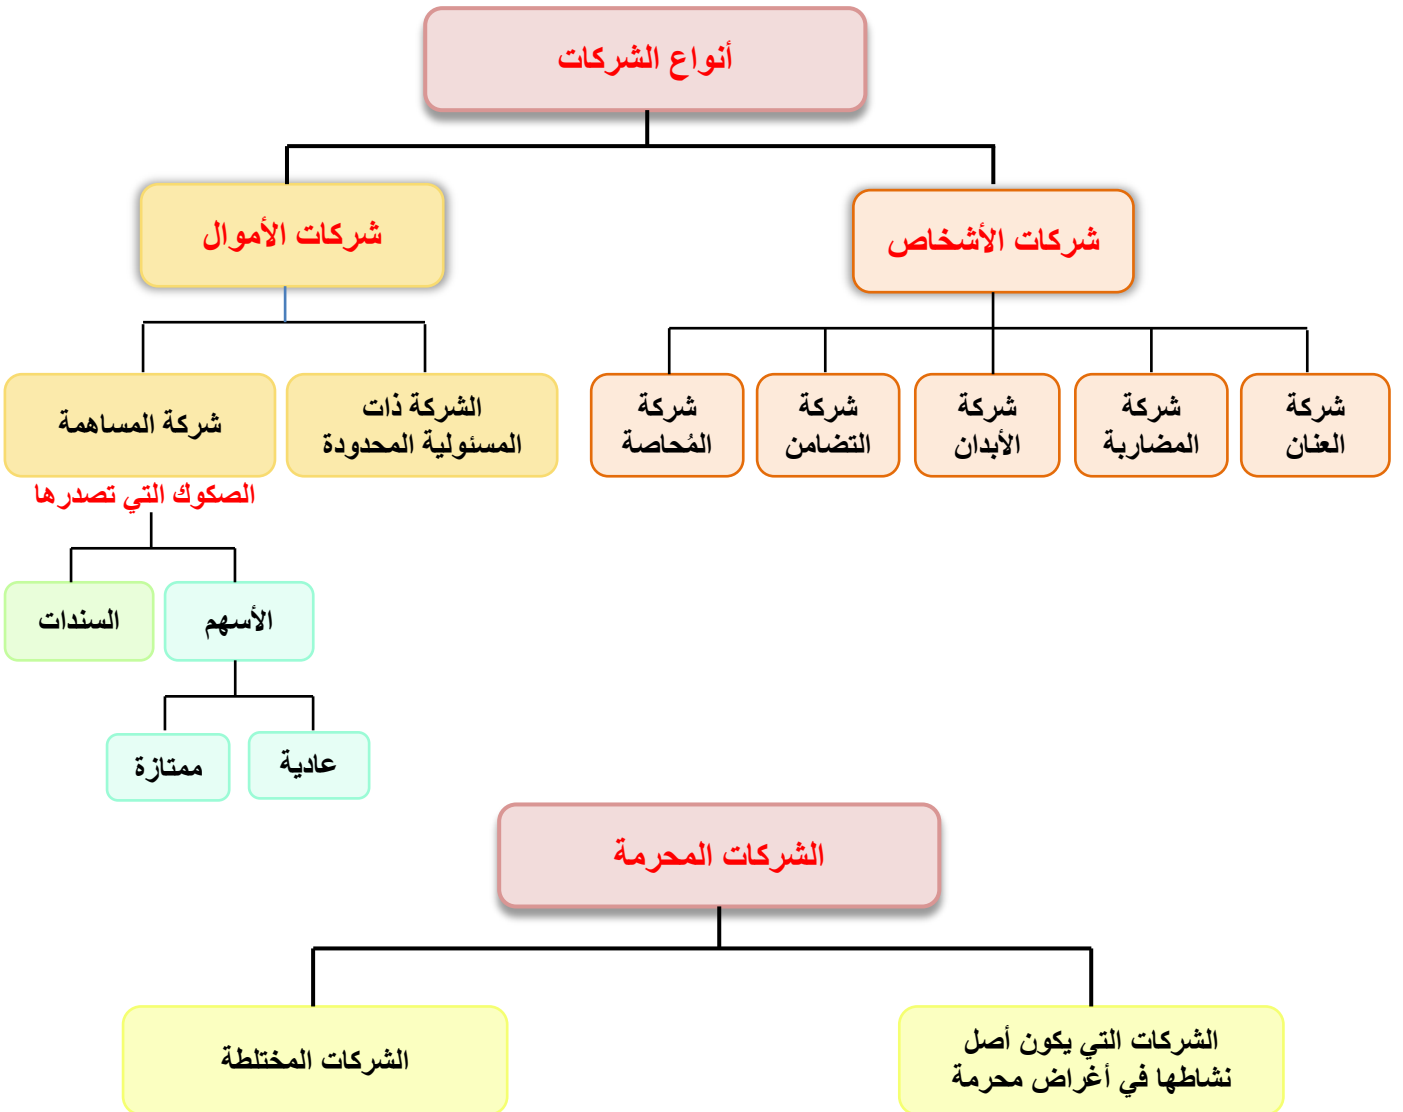 أنواع الشركات
شركات الأشخاص
شركات الأموال
شركة
العنان
شركة
المضاربة
شركة
الأبدان
شركة
التضامن
شركة
المُحاصة
الشركة ذات
المسئولية المحدودة
شركة المساهمة
الصكوك التي تصدرها
الأسهم
السندات
عادية
ممتازة
الشركات المحرمة
الشركات التي يكون أصل
نشاطها في أغراض محرمة
الشركات المختلطة